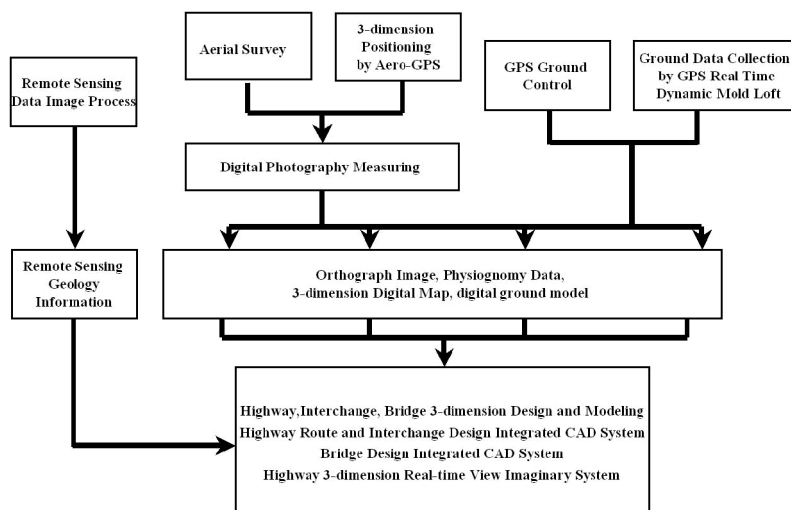 Aerial Survey
3-dimension
Positioning
by Aero-GPS
Remote Sensing
Data Image Process
GPS Ground
Control
Ground Data Collection
by GPS Real Time
Dynamic Mold Loft
Digital Photography Measuring
Remote Sensing
Geology
Information
Orthograph Image, Physiognomy Data,
3-dimension Digital Map, digital ground model
Highway,Interchange, Bridge 3-dimension Design and Modeling
Highway Route and Interchange Design Integrated CAD System
Bridge Design Integrated CAD System
Highway 3-dimension Real-time View Imaginary System